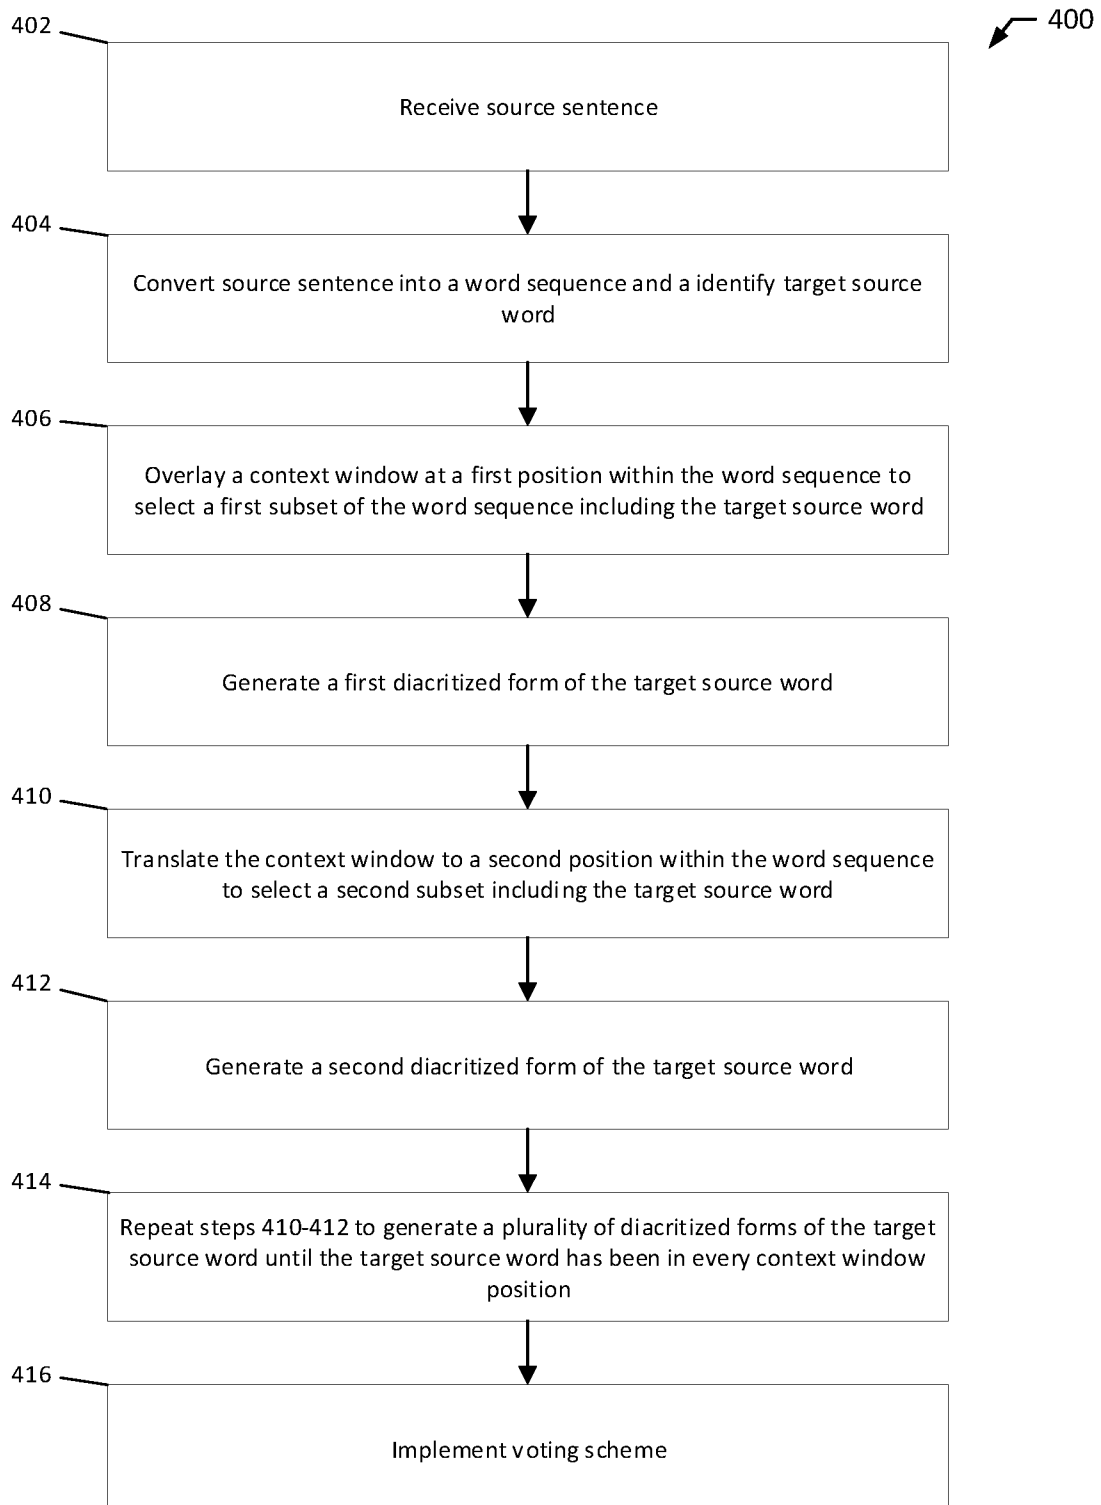 400
402
Receive source sentence
404
Convert source sentence into a word sequence and a identify target source
word
406
Overlay a context window at a first position within the word sequence to
select a first subset of the word sequence including the target source word
408
Generate a first diacritized form of the target source word
410
Translate the context window to a second position within the word sequence
to select a second subset including the target source word
412
Generate a second diacritized form of the target source word
414
Repeat steps 410-412 to generate a plurality of diacritized forms of the target
source word until the target source word has been in every context window
position
416
Implement voting scheme